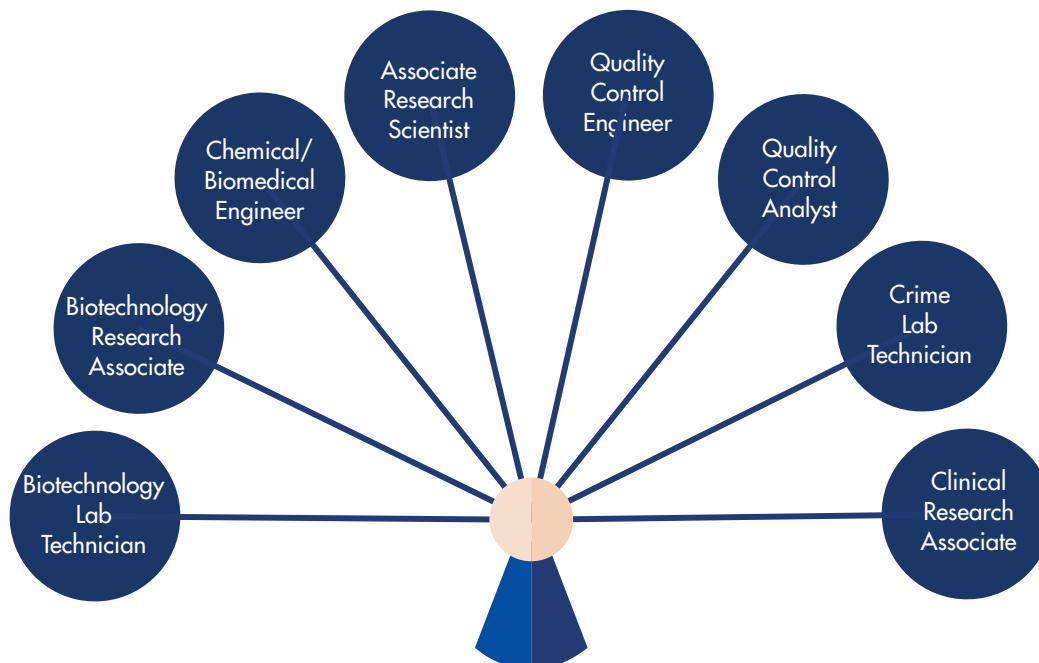 Associate
Research
Scientist
Quality
Control
Engineer
Chemical/
Biomedical
Engineer
Quality
Control
Analyst
Biotechnology
Research
Associate
Crime
Lab
Technician
Biotechnology
Lab
Technician
Clinical
Research
Associate